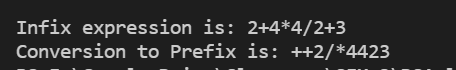 Infix expression is: 2+4*4/2+3
Conversion to Prefix is: ++2/*4423